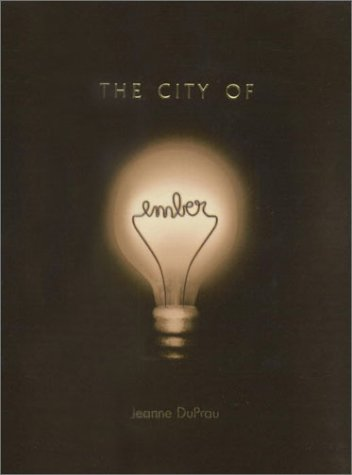 THE CITY OF
ember
Jeanne DuPrau